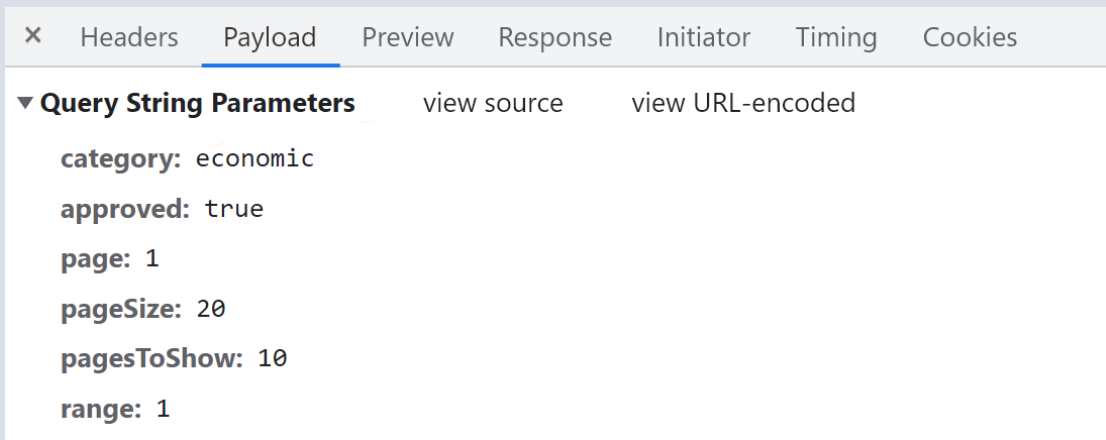 × Headers Payload Preview Response Initiator Timing Cookies
▼ Query String Parameters view source view URL-encoded
category: economic
approved: true
page: 1
pageSize: 20
pagesToShow: 10
range: 1